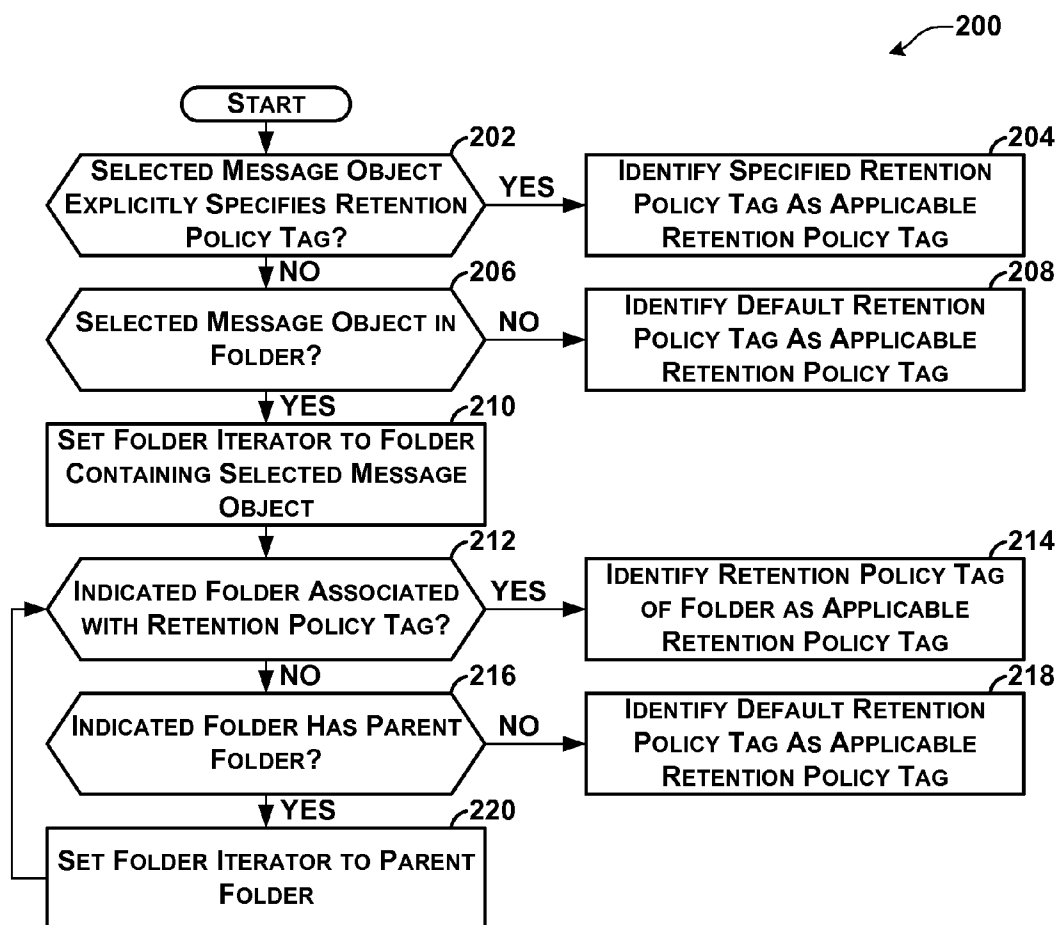 200
START
202
SELECTED MESSAGE OBJECT
EXPLICITLY SPECIFIES RETENTION
POLICY TAG?
YES
204
IDENTIFY SPECIFIED RETENTION
POLICY TAG AS APPLICABLE
RETENTION POLICY TAG
NO
206
SELECTED MESSAGE OBJECT IN
FOLDER?
NO
208
IDENTIFY DEFAULT RETENTION
POLICY TAG AS APPLICABLE
RETENTION POLICY TAG
YES
210
SET FOLDER ITERATOR TO FOLDER
CONTAINING SELECTED MESSAGE
OBJECT
212
INDICATED FOLDER ASSOCIATED
WITH RETENTION POLICY TAG?
YES
214
IDENTIFY RETENTION POLICY TAG
OF FOLDER AS APPLICABLE
RETENTION POLICY TAG
NO
216
INDICATED FOLDER HAS PARENT
FOLDER?
NO
218
IDENTIFY DEFAULT RETENTION
POLICY TAG AS APPLICABLE
RETENTION POLICY TAG
YES
220
SET FOLDER ITERATOR TO PARENT
FOLDER